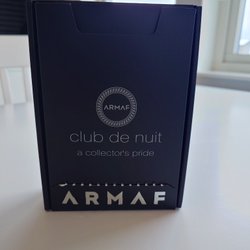 ARMAF
club de nuit
a collector's pride
ARMAF